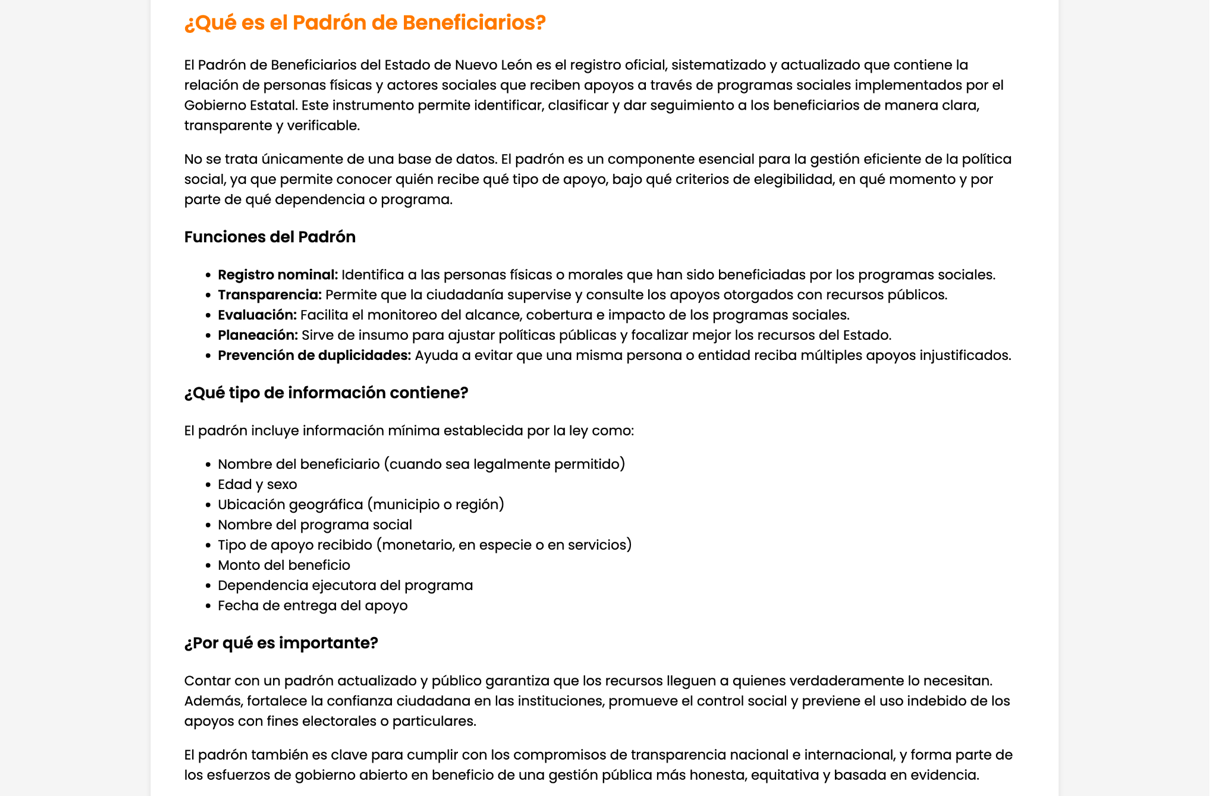 ¿Qué es el Padrón de Beneficiarios?
El Padrón de Beneficiarios del Estado de Nuevo León es el registro oficial, sistematizado y actualizado que contiene la
relación de personas físicas y actores sociales que reciben apoyos a través de programas sociales implementados por el
Gobierno Estatal. Este instrumento permite identificar, clasificar y dar seguimiento a los beneficiarios de manera clara,
transparente y verificable.
No se trata únicamente de una base de datos. El padrón es un componente esencial para la gestión eficiente de la política
social, ya que permite conocer quién recibe qué tipo de apoyo, bajo qué criterios de elegibilidad, en qué momento y por
parte de qué dependencia o programa.
Funciones del Padrón
• Registro nominal: Identifica a las personas físicas o morales que han sido beneficiadas por los programas sociales.
• Transparencia: Permite que la ciudadanía supervise y consulte los apoyos otorgados con recursos públicos.
• Evaluación: Facilita el monitoreo del alcance, cobertura e impacto de los programas sociales.
• Planeación: Sirve de insumo para ajustar políticas públicas y focalizar mejor los recursos del Estado.
• Prevención de duplicidades: Ayuda a evitar que una misma persona o entidad reciba múltiples apoyos injustificados.
¿Qué tipo de información contiene?
El padrón incluye información mínima establecida por la ley como:
• Nombre del beneficiario (cuando sea legalmente permitido)
• Edad y sexo
• Ubicación geográfica (municipio o región)
• Nombre del programa social
• Tipo de apoyo recibido (monetario, en especie o en servicios)
• Monto del beneficio
• Dependencia ejecutora del programa
• Fecha de entrega del apoyo
¿Por qué es importante?
Contar con un padrón actualizado y público garantiza que los recursos lleguen a quienes verdaderamente lo necesitan.
Además, fortalece la confianza ciudadana en las instituciones, promueve el control social y previene el uso indebido de los
apoyos con fines electorales o particulares.
El padrón también es clave para cumplir con los compromisos de transparencia nacional e internacional, y forma parte de
los esfuerzos de gobierno abierto en beneficio de una gestión pública más honesta, equitativa y basada en evidencia.